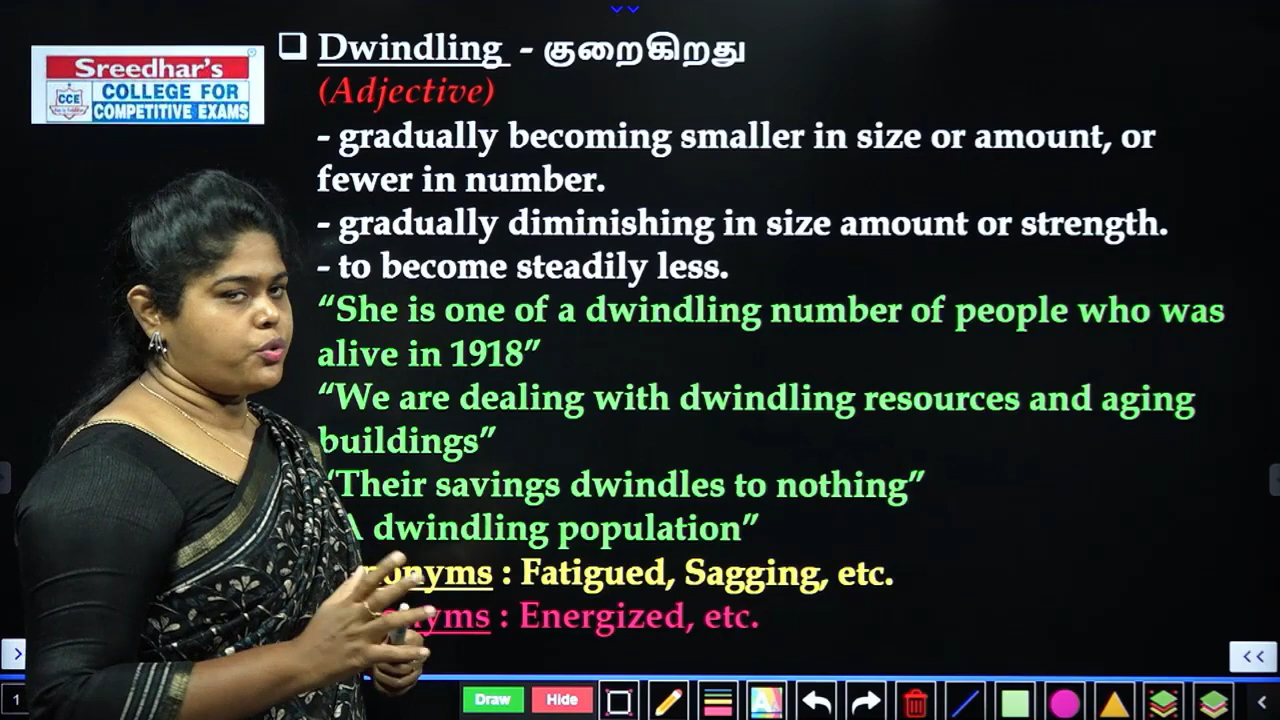 Sreedhar's
CCE
COLLEGE FOR
COMPETITIVE EXAMS
❑ Dwindling - குறைகிறது
(Adjective)
- gradually becoming smaller in size or amount, or
fewer in number.
- gradually diminishing in size amount or strength.
- to become steadily less.
“She is one of a dwindling number of people who was
alive in 1918”
“We are dealing with dwindling resources and aging
buildings”
“Their savings dwindles to nothing”
A dwindling population”
nonyms : Fatigued, Sagging, etc.
nyms : Energized, etc.
1
Draw
Hide